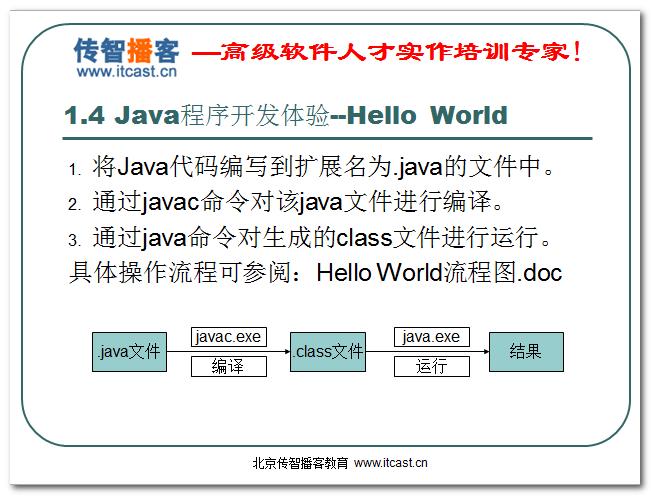 传智播客 —高级软件人才实作培训专家!
www.itcast.cn
1.4 Java程序开发体验--Hello World
1. 将Java代码编写到扩展名为.java的文件中。
2. 通过javac命令对该java文件进行编译。
3. 通过java命令对生成的class文件进行运行。
具体操作流程可参阅：Hello World流程图.doc
.java文件
javac.exe
编译
.class文件
java.exe
运行
结果
北京传智播客教育 www.itcast.cn